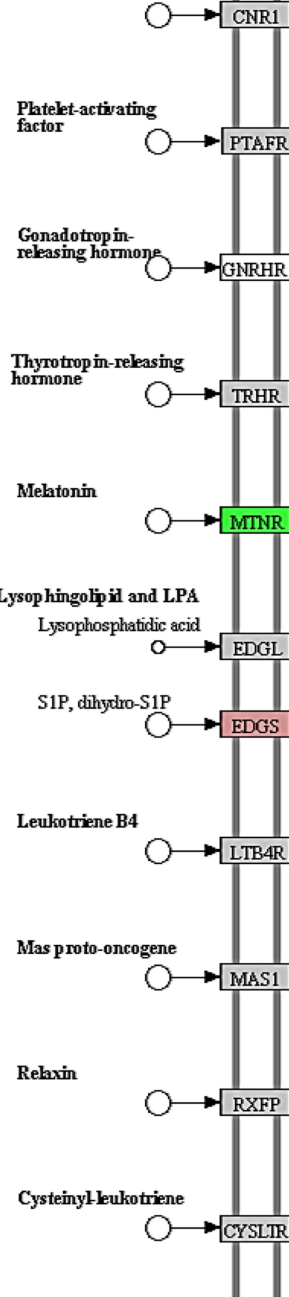 CNR1
Platelet-activating
factor
PTAFR
Gonadotropin-
releasing hormone
GNRHR
Thyrotropin-releasing
hormone
TRHR
Melatonin
MTNR
Lysophingolipid and LPA
Lysophosphatidic acid
EDGL
S1P, dihydro-S1P
EDGS
Leukotriene B4
LTB4R
Mas proto-oncogene
MAS1
Relaxin
RXFP
Cysteinyl-leukotriene
CYSLTR